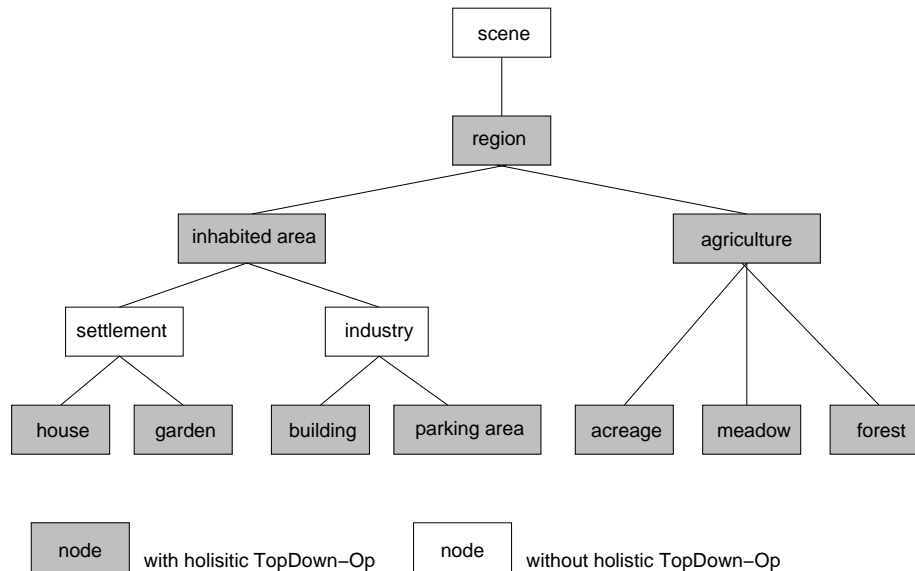 scene
region
inhabited area
agriculture
settlement
industry
house
garden
building
parking area
acreage
meadow
forest
node
with holisitic TopDown−Op
node
without holistic TopDown−Op